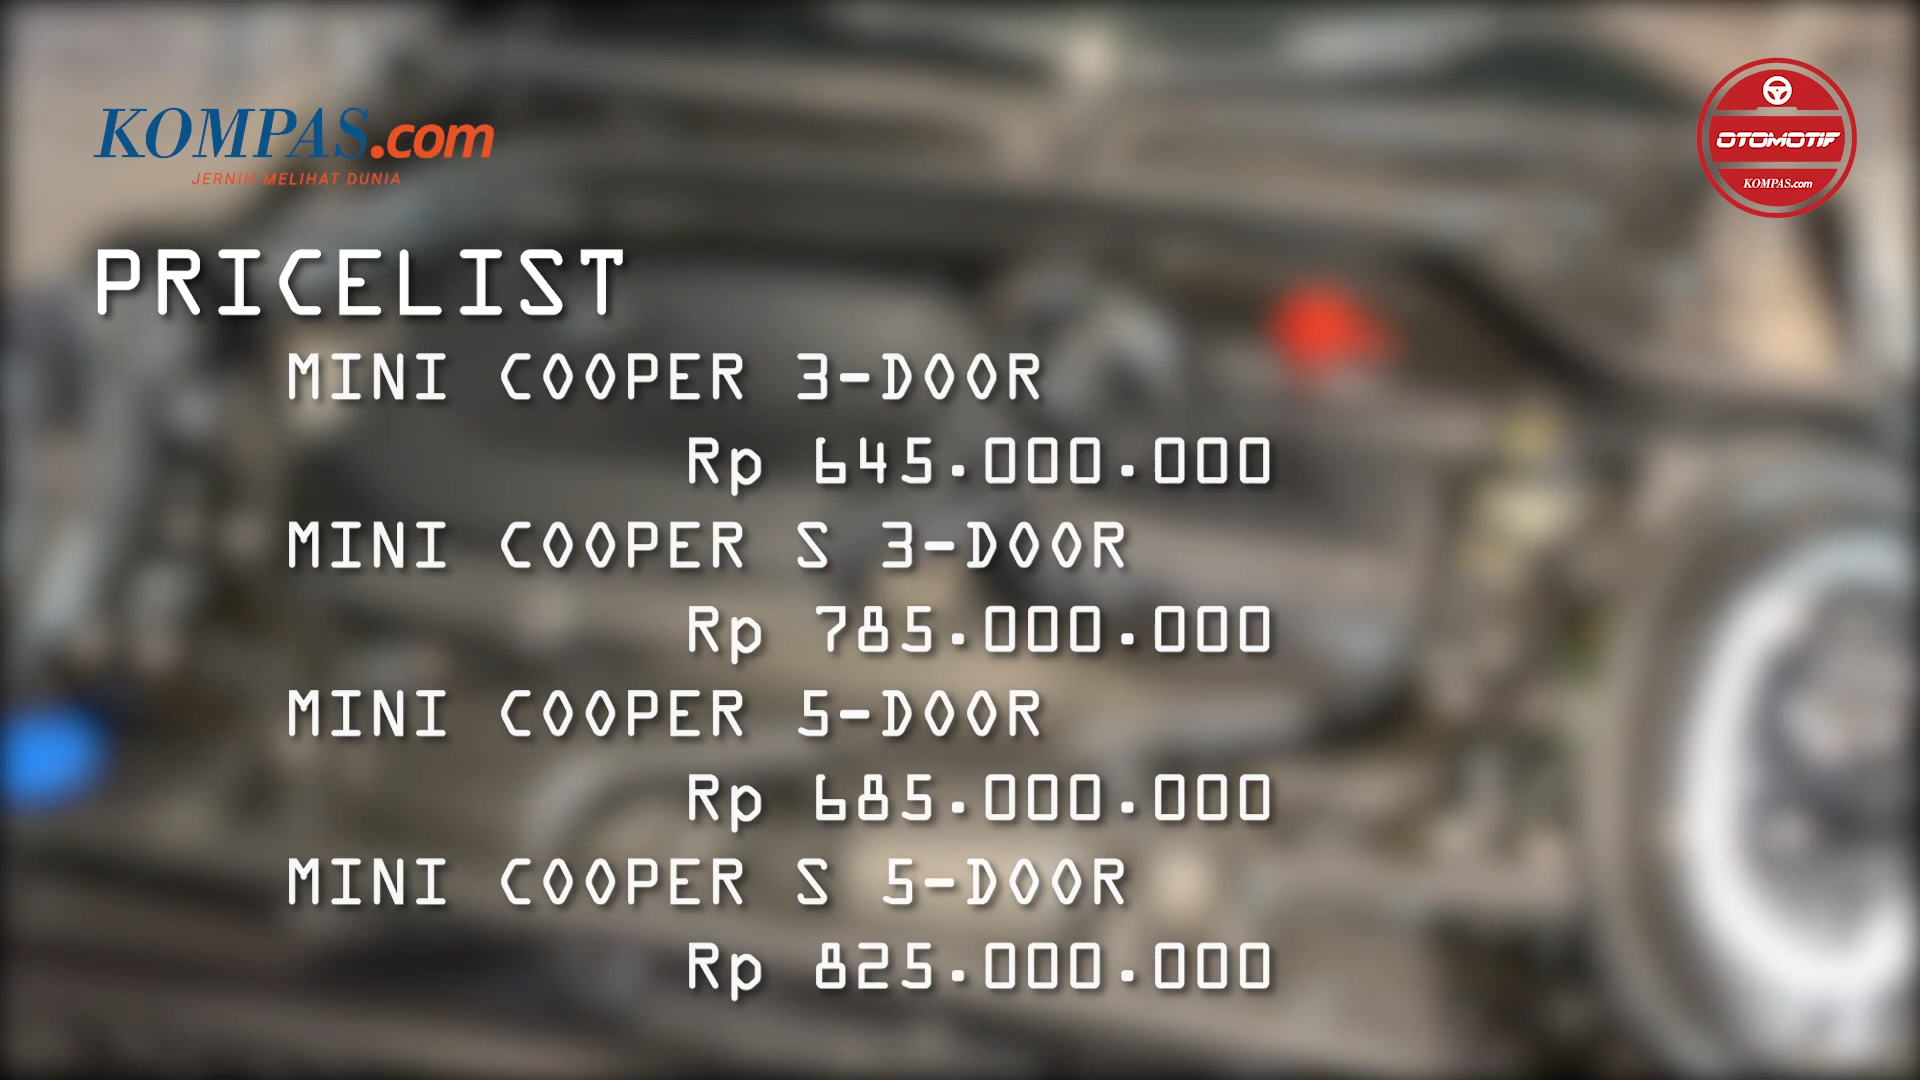 KOMPAS.com
JERNIH MELIHAT DUNIA
OTOMOTIF
KOMPAS.com
PRICELIST
MINI COOPER 3-DOOR
Rp 645.000.000
MINI COOPER S 3-DOOR
Rp 785.000.000
MINI COOPER 5-DOOR
Rp 685.000.000
MINI COOPER S 5-DOOR
Rp 825.000.000